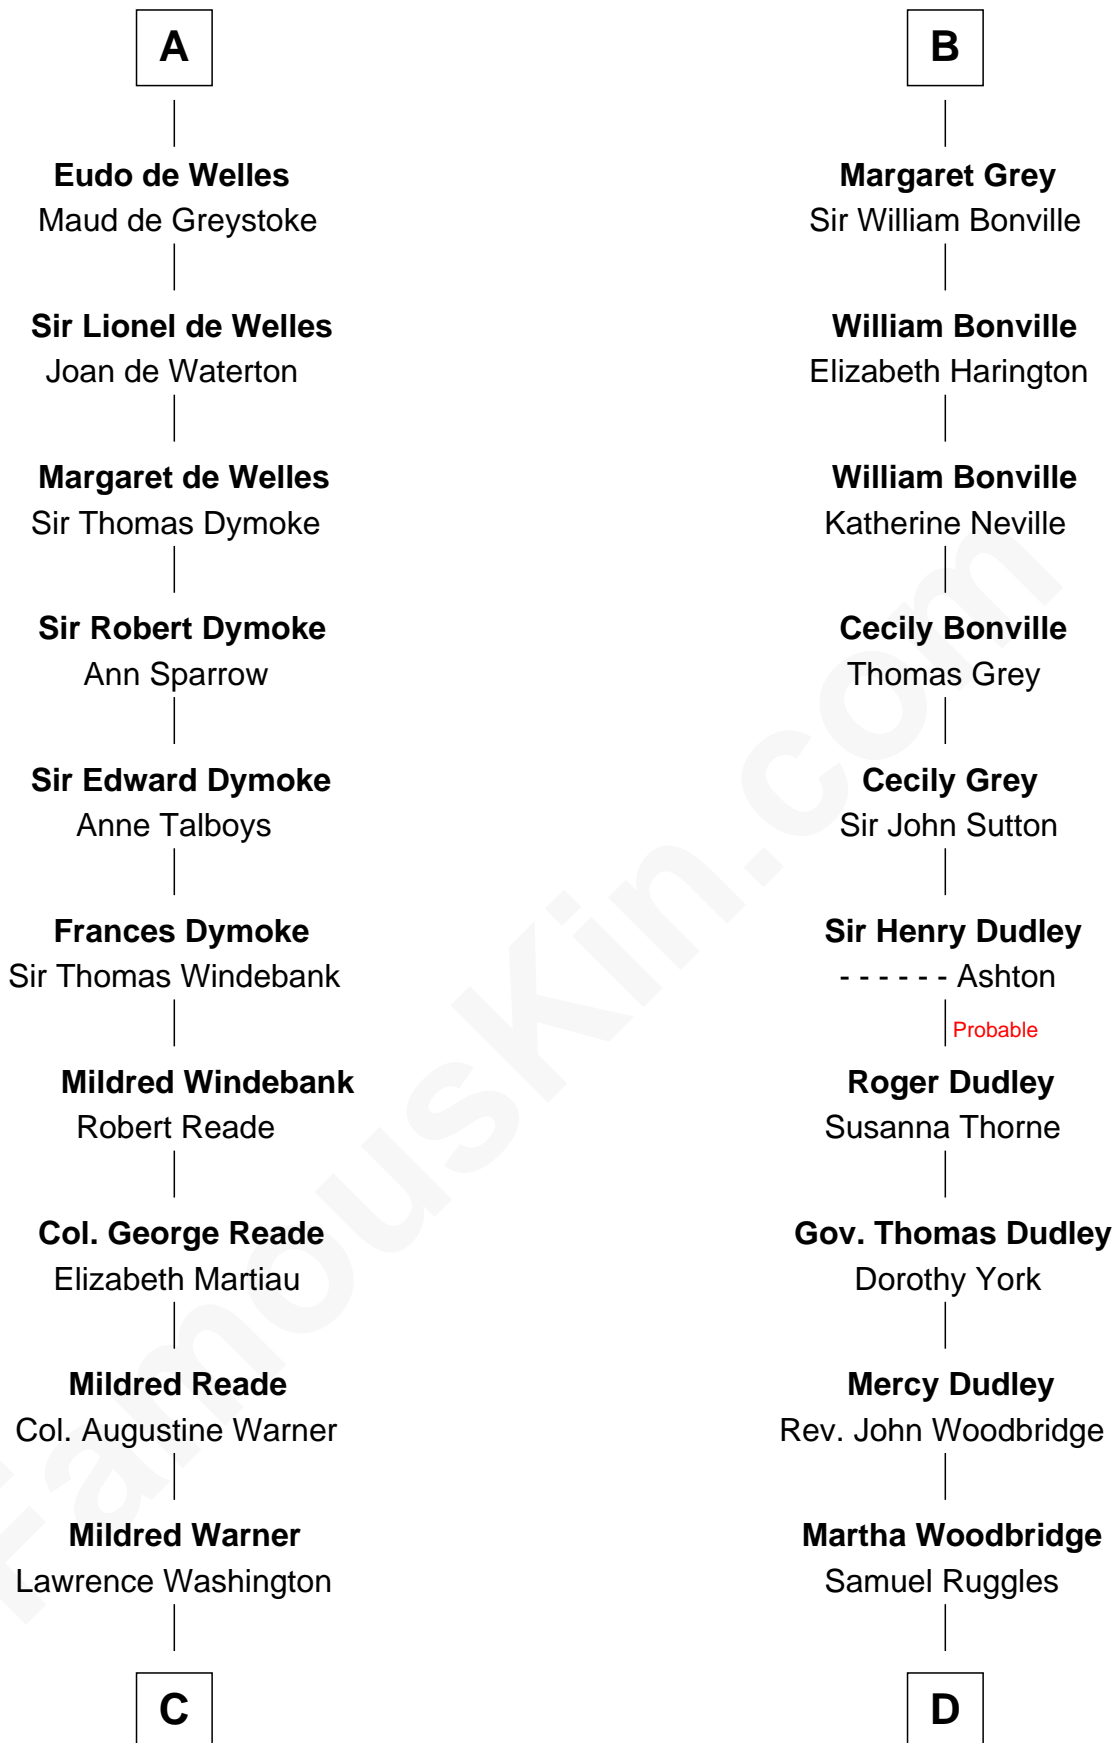 A
Eudo de Welles
Maud de Greystoke
Sir Lionel de Welles
Joan de Waterton
Margaret de Welles
Sir Thomas Dymoke
Sir Robert Dymoke
Ann Sparrow
Sir Edward Dymoke
Anne Talboys
Frances Dymoke
Sir Thomas Windebank
Mildred Windebank
Robert Reade
Col. George Reade
Elizabeth Martiau
Mildred Reade
Col. Augustine Warner
Mildred Warner
Lawrence Washington
C
B
Margaret Grey
Sir William Bonville
William Bonville
Elizabeth Harington
William Bonville
Katherine Neville
Cecily Bonville
Thomas Grey
Cecily Grey
Sir John Sutton
Sir Henry Dudley
- - - - - - Ashton
Probable
Roger Dudley
Susanna Thorne
Gov. Thomas Dudley
Dorothy York
Mercy Dudley
Rev. John Woodbridge
Martha Woodbridge
Samuel Ruggles
D
FamousKin.com